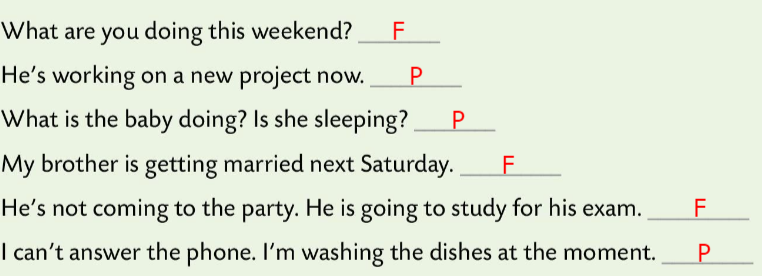 What are you doing this weekend? F
He's working on a new project now. P
What is the baby doing? Is she sleeping? P
My brother is getting married next Saturday. F
He's not coming to the party. He is going to study for his exam. F
I can't answer the phone. I'm washing the dishes at the moment. P